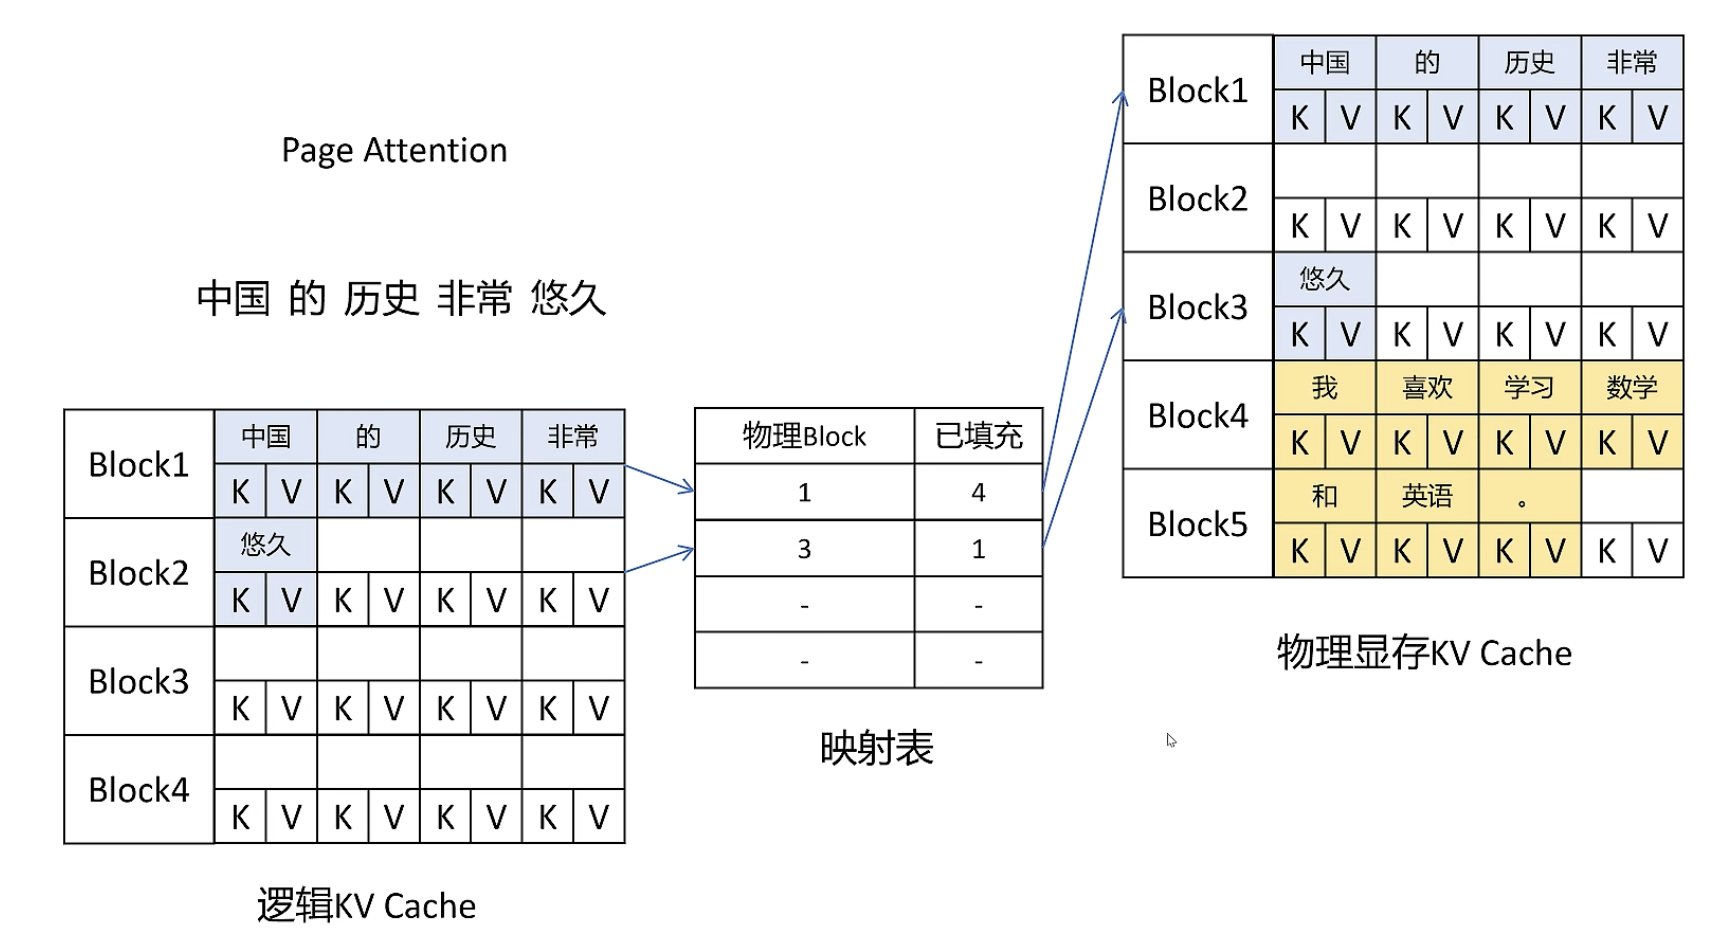 Page Attention
中国 的 历史 非常 悠久
Block1 中国 的 历史 非常
K V K V K V K V
Block2 悠久
K V K V K V K V
Block3
K V K V K V K V
Block4
K V K V K V K V
逻辑KV Cache
物理Block 已填充
1 4
3 1
- -
- -
映射表
Block1 中国 的 历史 非常
K V K V K V K V
Block2
K V K V K V K V
Block3 悠久
K V K V K V K V
Block4 我 喜欢 学习 数学
K V K V K V K V
Block5 和 英语 。
K V K V K V K V
物理显存KV Cache